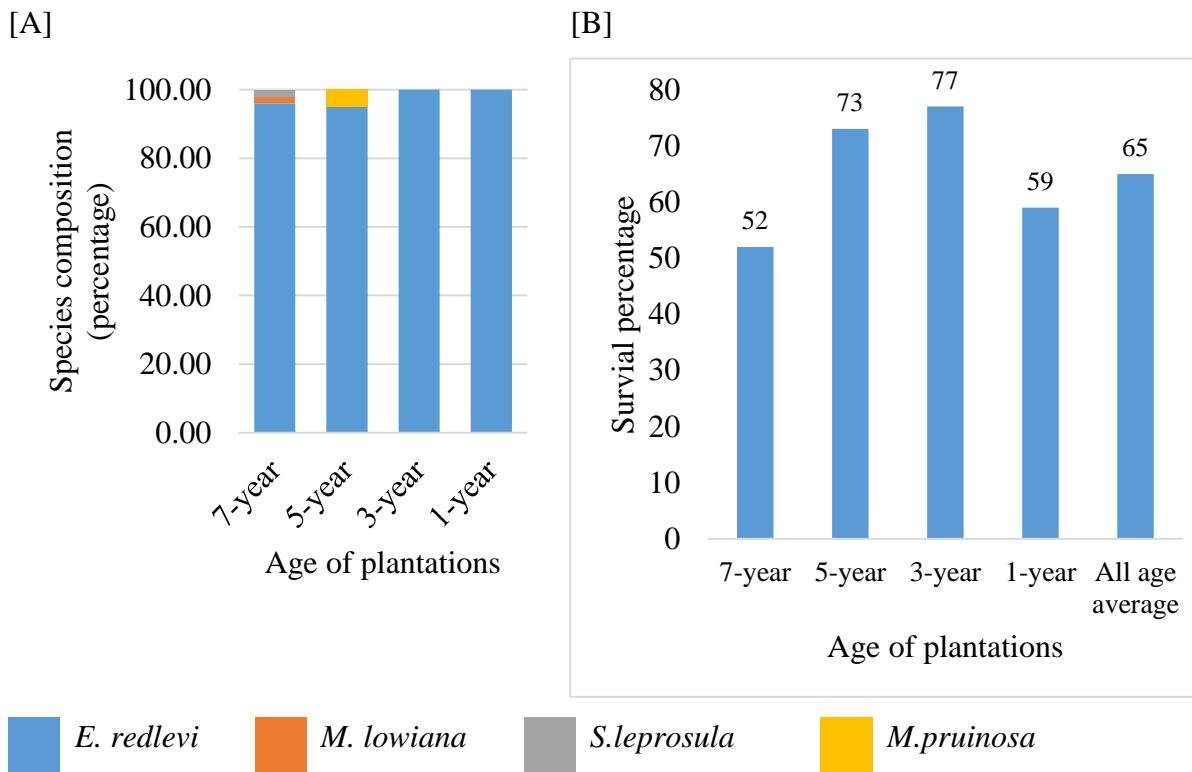 [A]
100.00
80.00
60.00
40.00
20.00
0.00
Species composition
(percentage)
7-year
5-year
3-year
1-year
Age of plantations
[B]
80
70
60
50
40
30
20
10
0
Survial percentage
52
73
77
59
65
7-year
5-year
3-year
1-year
All age
average
Age of plantations
E. redlevi
M. lowiana
S.leprosula
M.pruinosa